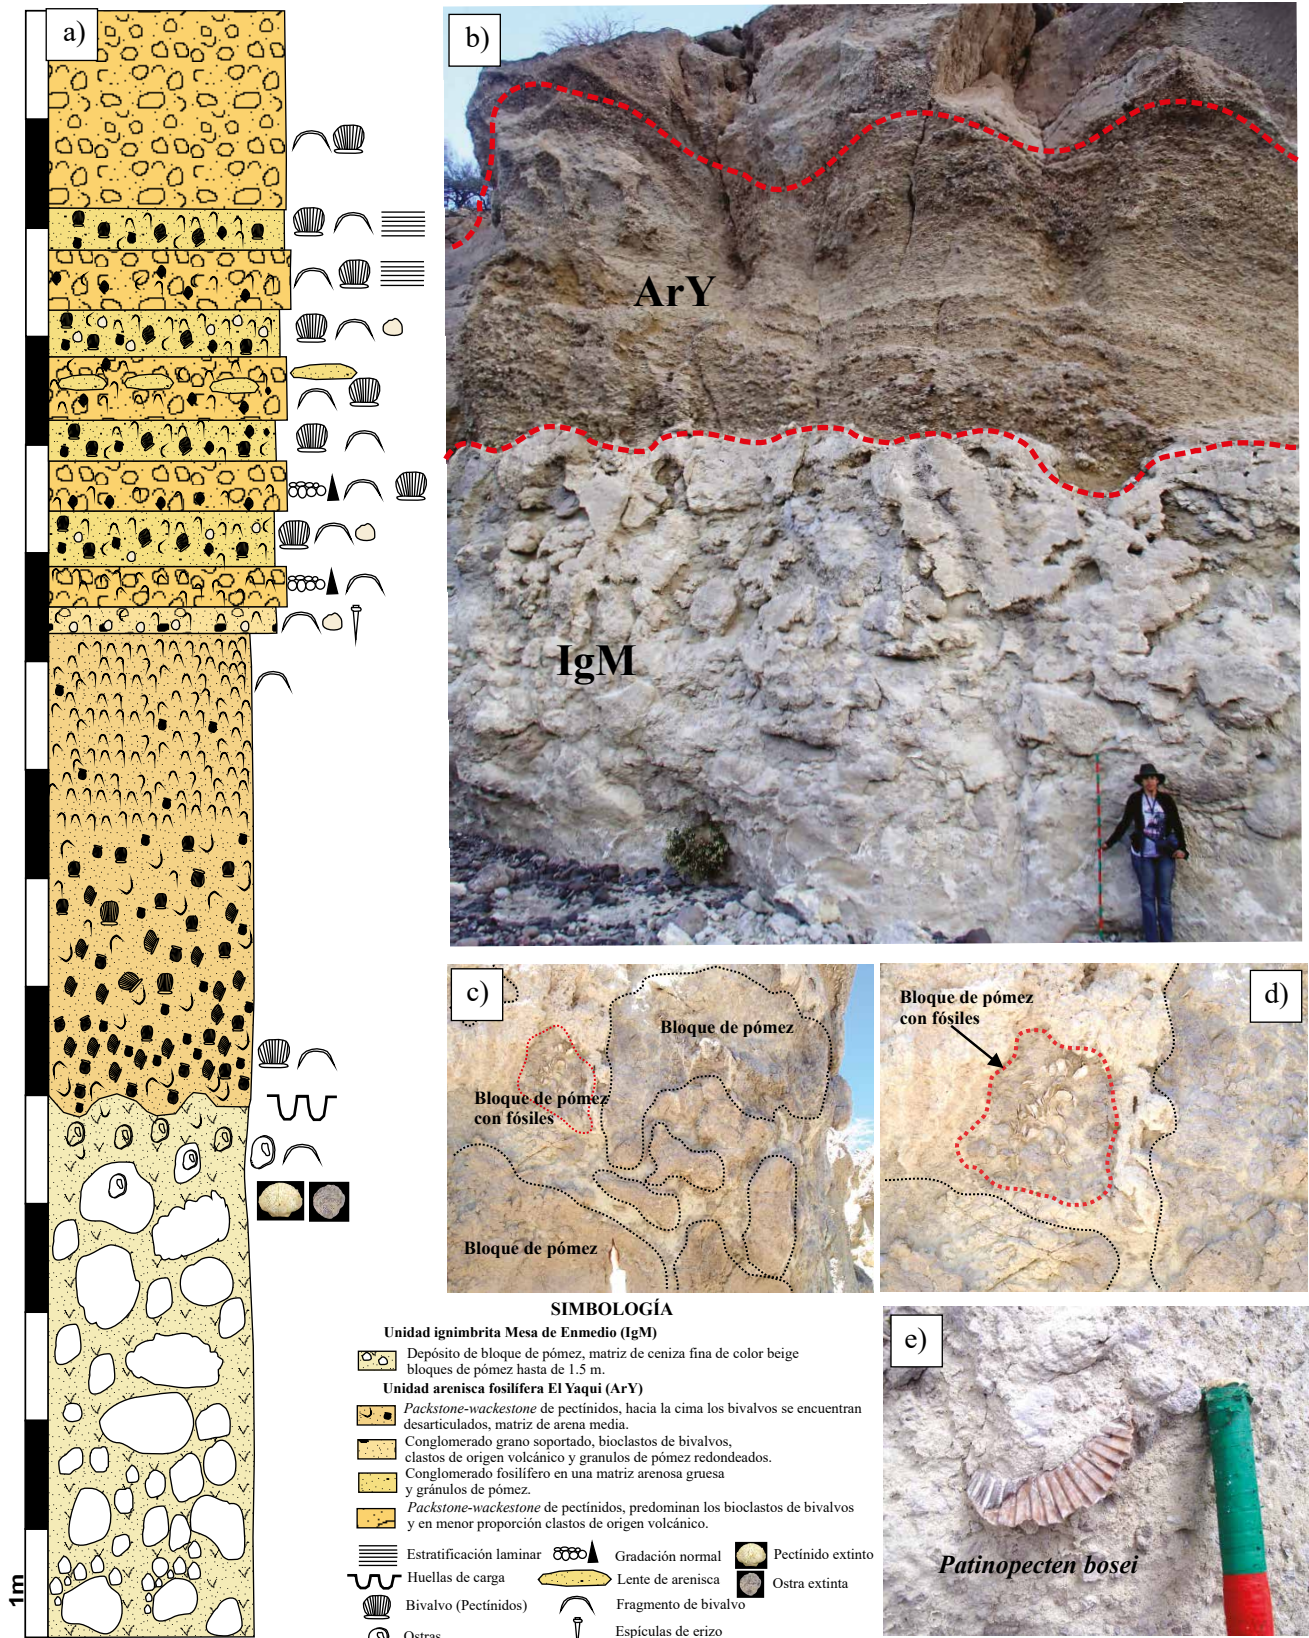 a)
1m
b)
ArY
IgM
c)
Bloque de pómez
Bloque de pómez
con fósiles
Bloque de pómez
d)
Bloque de pómez
con fósiles
e)
Patinopecten bosei
SIMBOLOGÍA
Unidad ignimbrita Mesa de Enmedio (IgM)
Depósito de bloque de pómez, matriz de ceniza fina de color beige
bloques de pómez hasta de 1.5 m.
Unidad arenisca fosilífera El Yaqui (ArY)
Packstone-wackestone de pectínidos, hacia la cima los bivalvos se encuentran
desarticulados, matriz de arena media.
Conglomerado grano soportado, bioclastos de bivalvos,
clastos de origen volcánico y granulos de pómez redondeados.
Conglomerado fosilífero en una matriz arenosa gruesa
y gránulos de pómez.
Packstone-wackestone de pectínidos, predominan los bioclastos de bivalvos
y en menor proporción clastos de origen volcánico.
Estratificación laminar
Gradación normal
Pectínido extinto
Huellas de carga
Lente de arenisca
Ostra extinta
Bivalvo (Pectínidos)
Fragmento de bivalvo
Ostras
Espículas de erizo